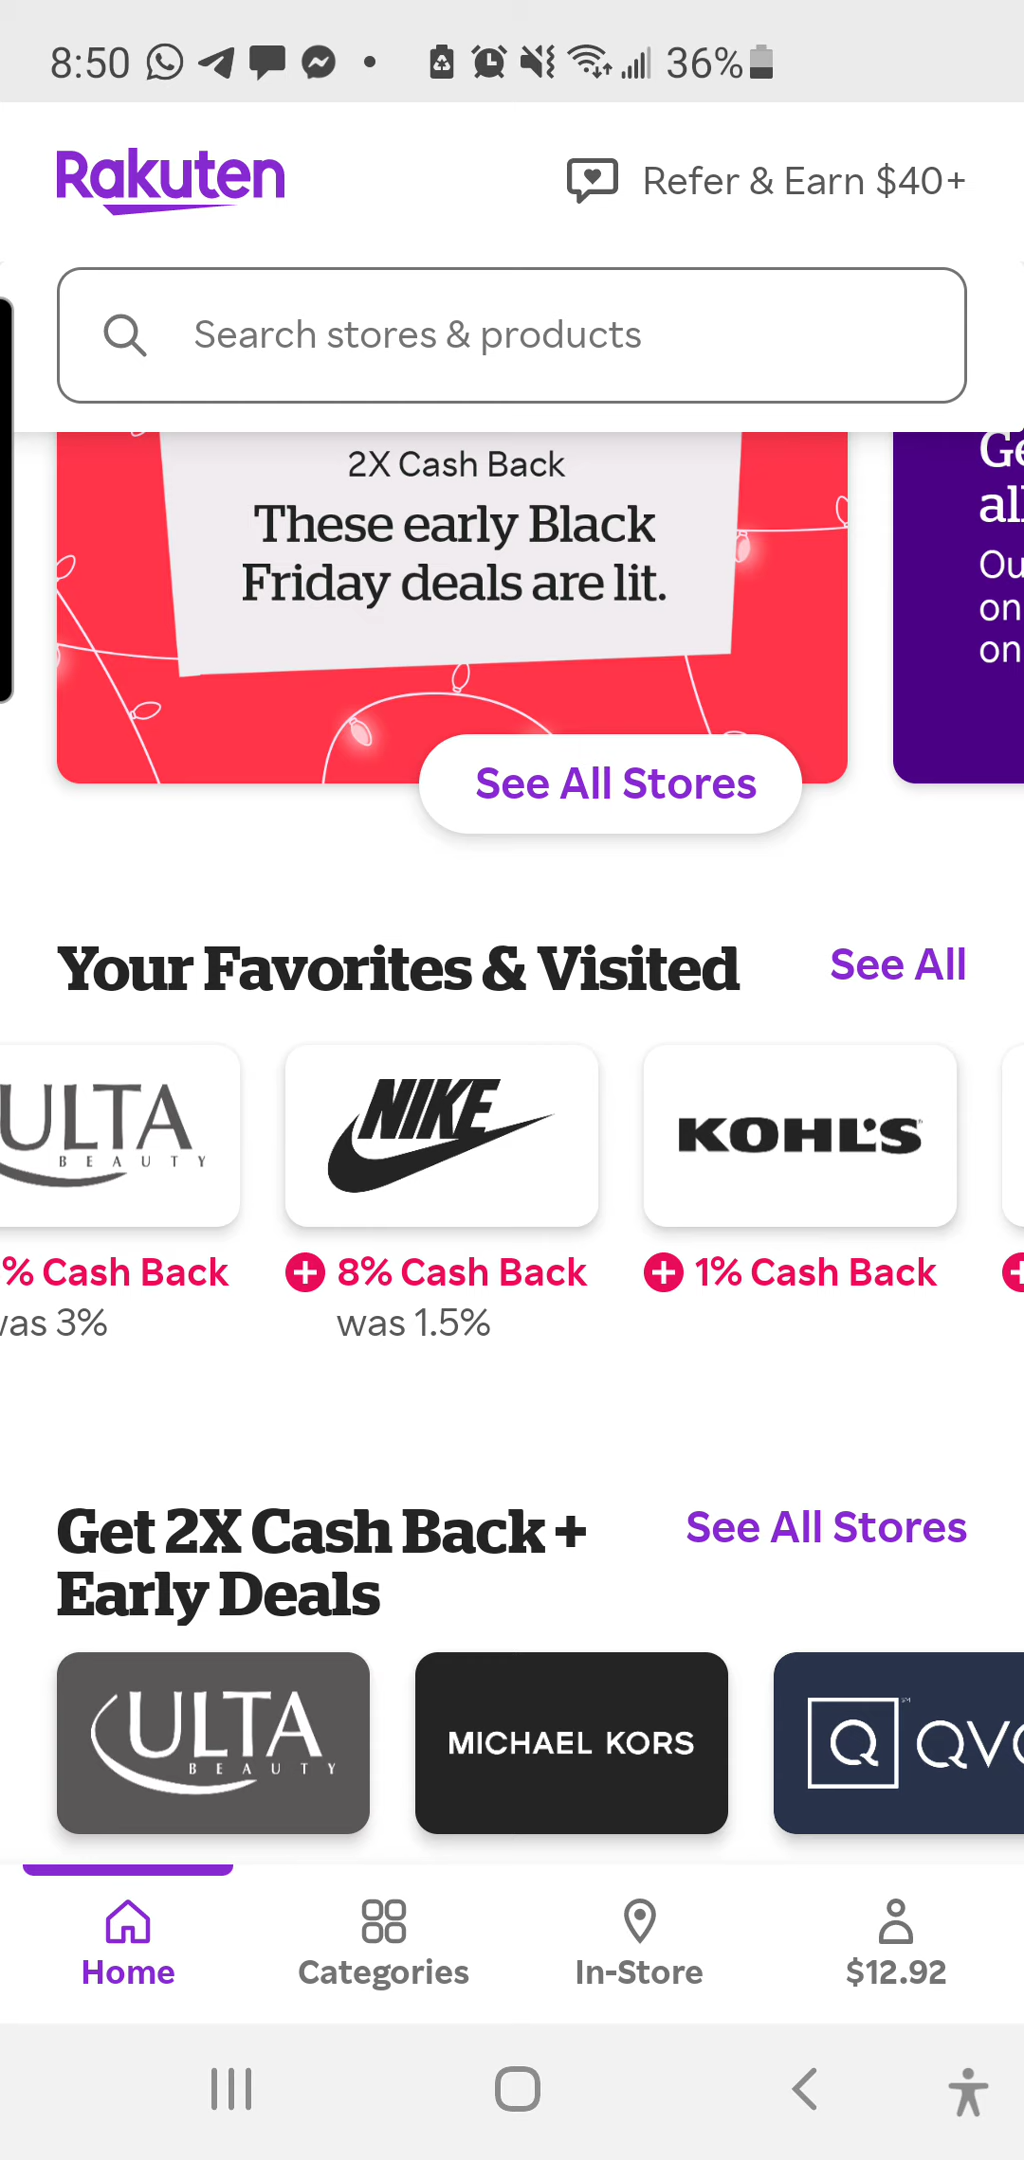 8:50
36%
Rakuten
Refer & Earn $40+
Search stores & products
2X Cash Back
These early Black
Friday deals are lit.
See All Stores
Your Favorites & Visited
See All
ULTA
BEAUTY
NIKE
KOHL'S
% Cash Back
was 3%
8% Cash Back
was 1.5%
1% Cash Back
Get 2X Cash Back +
Early Deals
See All Stores
ULTA
BEAUTY
MICHAEL KORS
Q QVC
Home
Categories
In-Store
$12.92